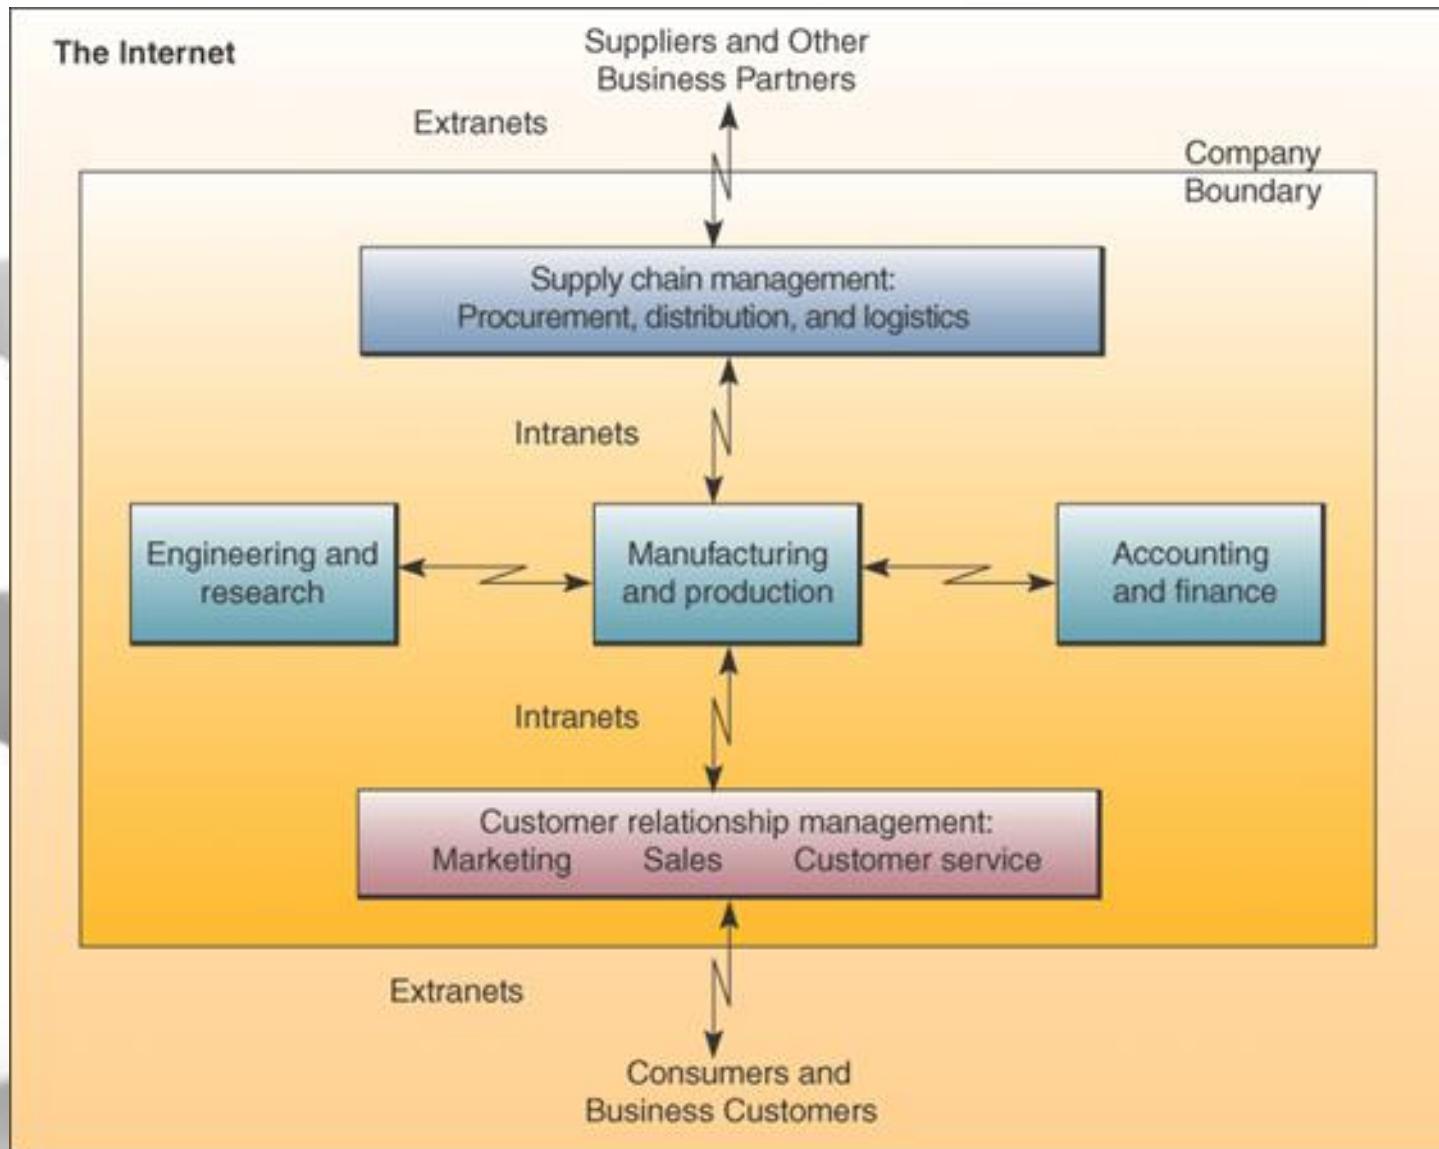 The Internet
Suppliers and Other
Business Partners
Extranets
Company
Boundary
Supply chain management:
Procurement, distribution, and logistics
Intranets
Engineering and
research
Manufacturing
and production
Accounting
and finance
Intranets
Customer relationship management:
Marketing Sales Customer service
Extranets
Consumers and
Business Customers